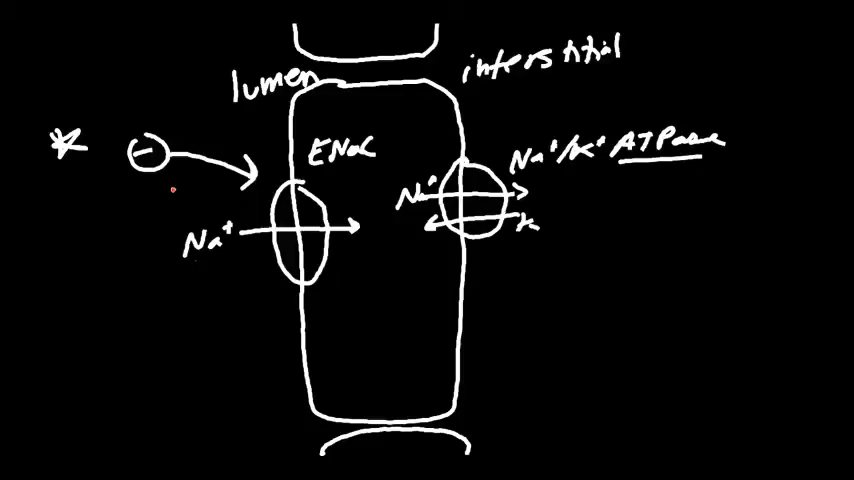 lumen
interstitial
* -
ENaC
Na+/K+ ATPase
Na+
K
Na+